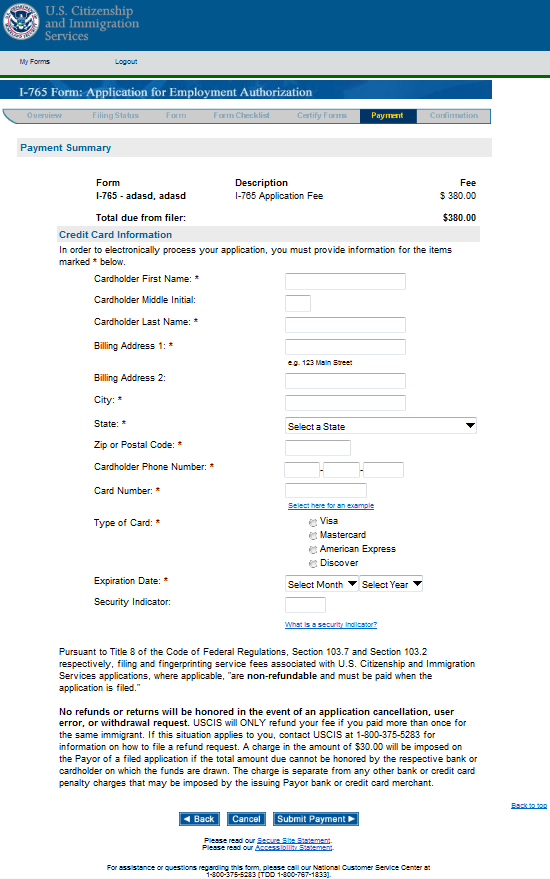 U.S. Citizenship
and Immigration
Services
My Forms Logout
I-765 Form: Application for Employment Authorization
Overview Filing Status Form Form Checklist Certify Forms Payment Confirmation
Payment Summary
Form Description Fee
I-765 - adasd, adasd I-765 Application Fee $ 380.00
Total due from filer: $380.00
Credit Card Information
In order to electronically process your application, you must provide information for the items
marked * below.
Cardholder First Name: *
Cardholder Middle Initial:
Cardholder Last Name: *
Billing Address 1: *
e.g. 123 Main Street
Billing Address 2:
City: *
State: * Select a State
Zip or Postal Code: *
Cardholder Phone Number: * - -
Card Number: *
Select here for an example
Type of Card: * Visa
Mastercard
American Express
Discover
Expiration Date: * Select Month Select Year
Security Indicator:
What is a security indicator?
Pursuant to Title 8 of the Code of Federal Regulations, Section 103.7 and Section 103.2
respectively, filing and fingerprinting service fees associated with U.S. Citizenship and Immigration
Services applications, where applicable, "are non-refundable and must be paid when the
application is filed."
No refunds or returns will be honored in the event of an application cancellation, user
error, or withdrawal request. USCIS will ONLY refund your fee if you paid more than once for
the same immigrant. If this situation applies to you, contact USCIS at 1-800-375-5283 for
information on how to file a refund request. A charge in the amount of $30.00 will be imposed on
the Payor of a filed application if the total amount due cannot be honored by the respective bank or
cardholder on which the funds are drawn. The charge is separate from any other bank or credit card
penalty charges that may be imposed by the issuing Payor bank or credit card merchant.
Back to top
Back Cancel Submit Payment
Please read our Secure Site Statement.
Please read our Accessibility Statement.
For assistance or questions regarding this form, please call our National Customer Service Center at
1-800-375-5283 [TDD 1-800-767-1833].